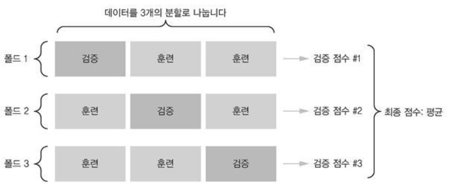 데이터를 3개의 분할로 나눕니다
폴드 1 검증 훈련 훈련 검증 점수 #1
폴드 2 훈련 검증 훈련 검증 점수 #2 최종 점수: 평균
폴드 3 훈련 훈련 검증 검증 점수 #3